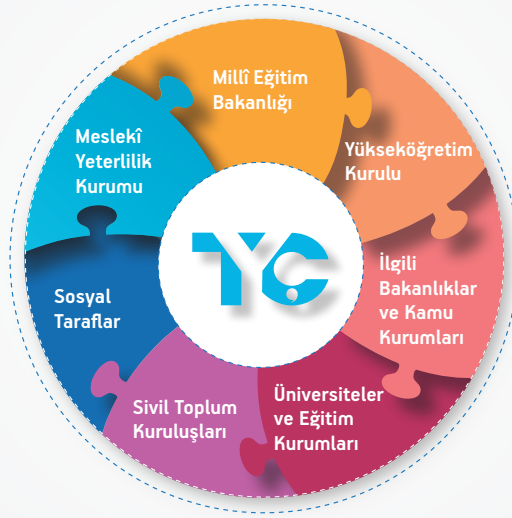 Millî Eğitim
Bakanlığı
Yükseköğretim
Kurulu
İlgili
Bakanlıklar
ve Kamu
Kurumları
Üniversiteler
ve Eğitim
Kurumları
Sivil Toplum
Kuruluşları
Sosyal
Taraflar
Meslekî
Yeterlilik
Kurumu
TYÇ